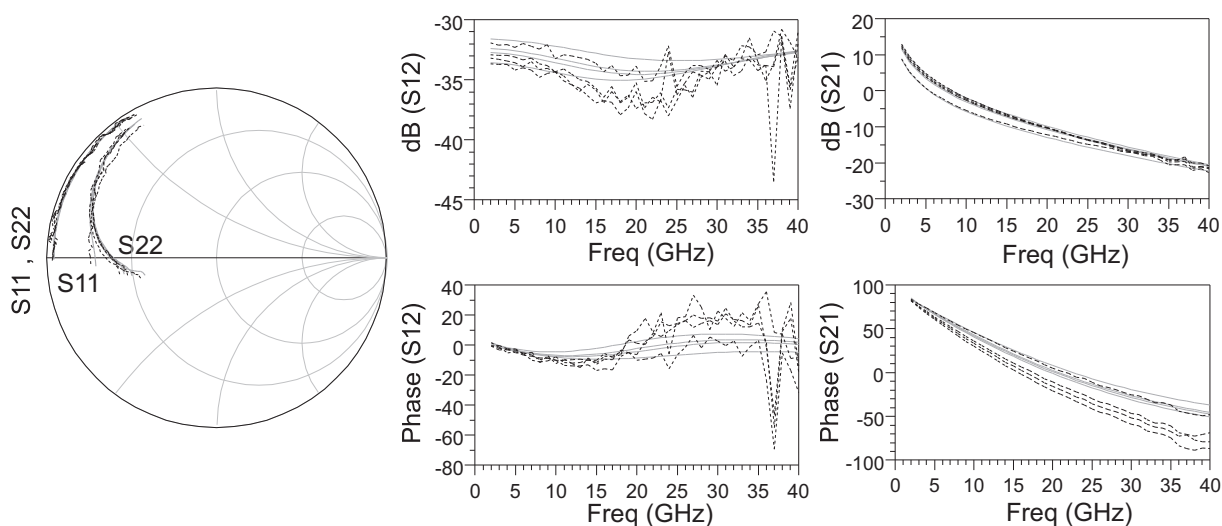 S11 , S22
S22
S11
dB (S12)
-30
-35
-40
-45
0 5 10 15 20 25 30 35 40
Freq (GHz)
dB (S21)
20
10
0
-10
-20
-30
0 5 10 15 20 25 30 35 40
Freq (GHz)
Phase (S12)
40
20
0
-20
-40
-60
-80
0 5 10 15 20 25 30 35 40
Freq (GHz)
Phase (S21)
100
50
0
-50
-100
0 5 10 15 20 25 30 35 40
Freq (GHz)